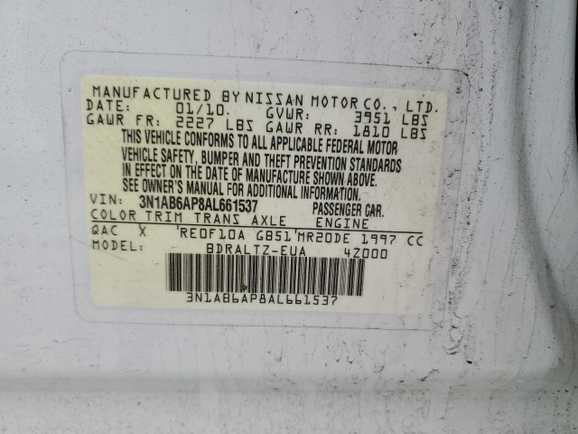 MANUFACTURED BY NISSAN MOTOR CO., LTD.
DATE: 01/10. GVWR: 3951 LBS
GAWR FR: 2227 LBS GAWR RR: 1810 LBS
THIS VEHICLE CONFORMS TO ALL APPLICABLE FEDERAL MOTOR
VEHICLE SAFETY, BUMPER AND THEFT PREVENTION STANDARDS
IN EFFECT ON THE DATE OF MANUFACTURE SHOWN ABOVE.
SEE OWNER'S MANUAL FOR ADDITIONAL INFORMATION.
VIN: 3N1AB6AP8AL661537 PASSENGER CAR.
COLOR TRIM TRANS AXLE ENGINE
QAC X RE0F10A GB51 MR20DE 1997 CC
MODEL: BDRALTZ-EUA 4Z000
3N1AB6AP8AL661537